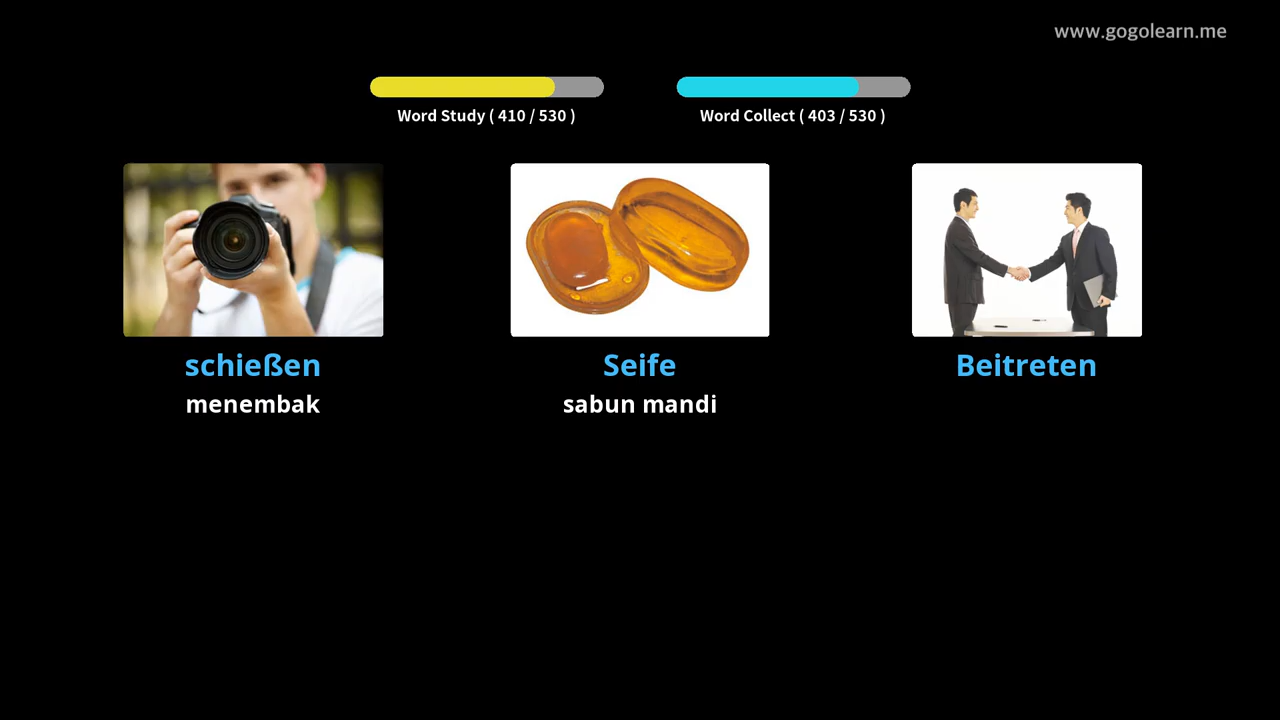 www.gogolearn.me
Word Study ( 410 / 530 )
Word Collect ( 403 / 530 )
schießen
menembak
Seife
sabun mandi
Beitreten